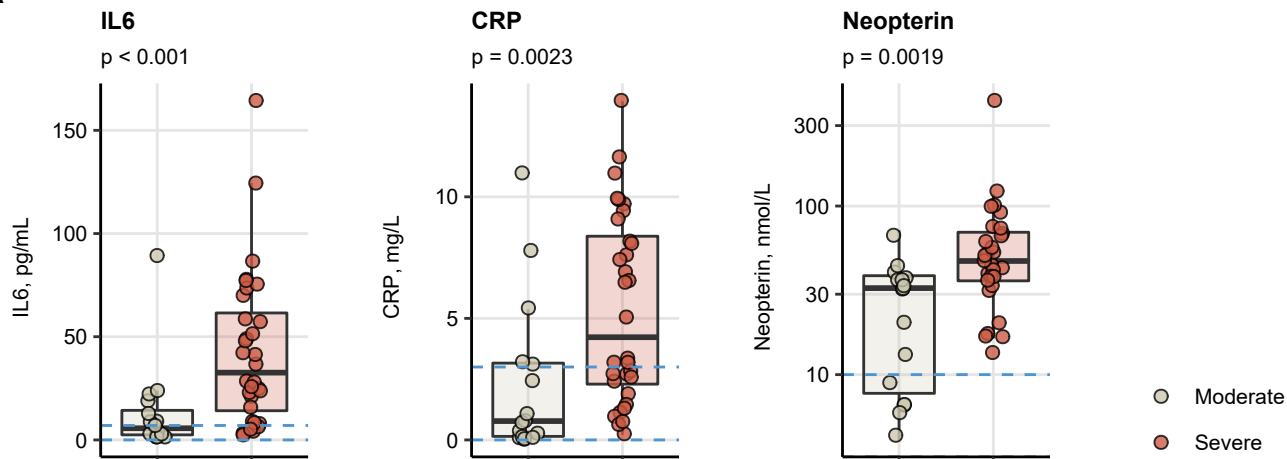 IL6
p < 0.001
IL6, pg/mL
150
100
50
0
CRP
p = 0.0023
CRP, mg/L
10
5
0
Neopterin
p = 0.0019
Neopterin, nmol/L
300
100
30
10
Moderate
Severe